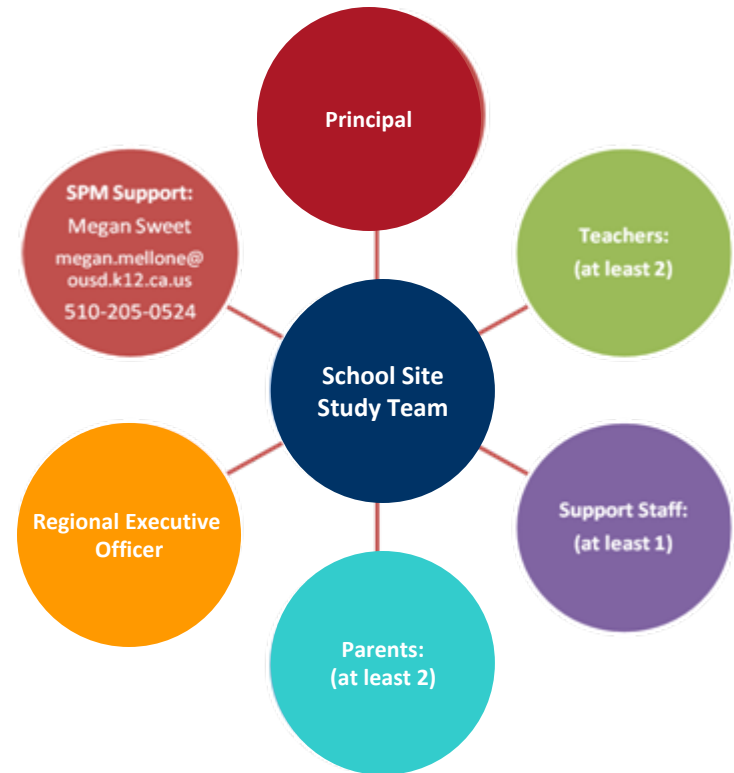 Principal
SPM Support:
Megan Sweet
megan.mellone@
ousd.k12.ca.us
510-205-0524
Teachers:
(at least 2)
School Site
Study Team
Regional Executive
Officer
Support Staff:
(at least 1)
Parents:
(at least 2)